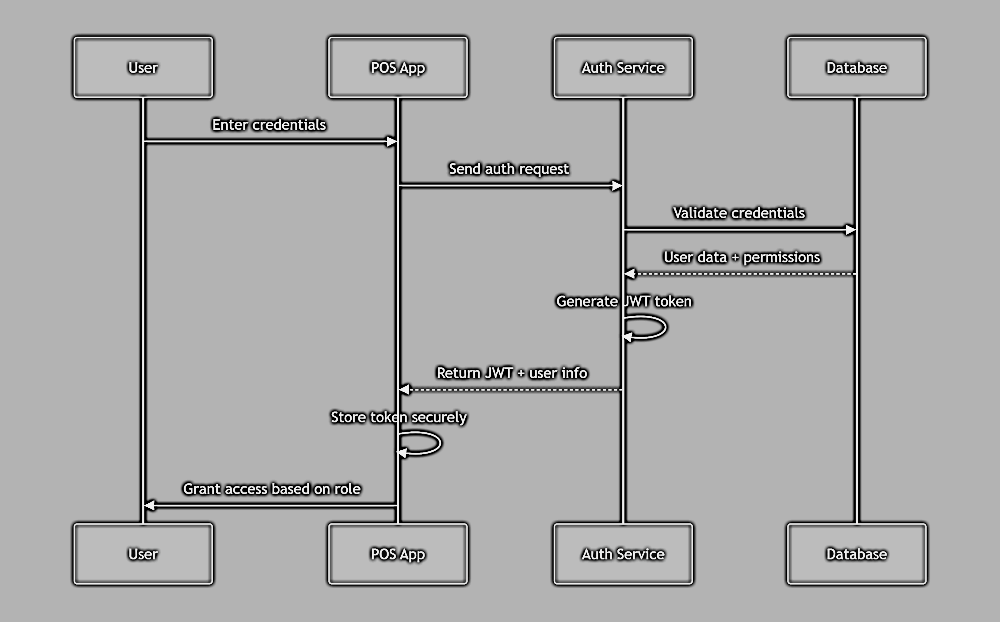 User
POS App
Auth Service
Database
Enter credentials
Send auth request
Validate credentials
User data + permissions
Generate JWT token
Return JWT + user info
Store token securely
Grant access based on role
User
POS App
Auth Service
Database